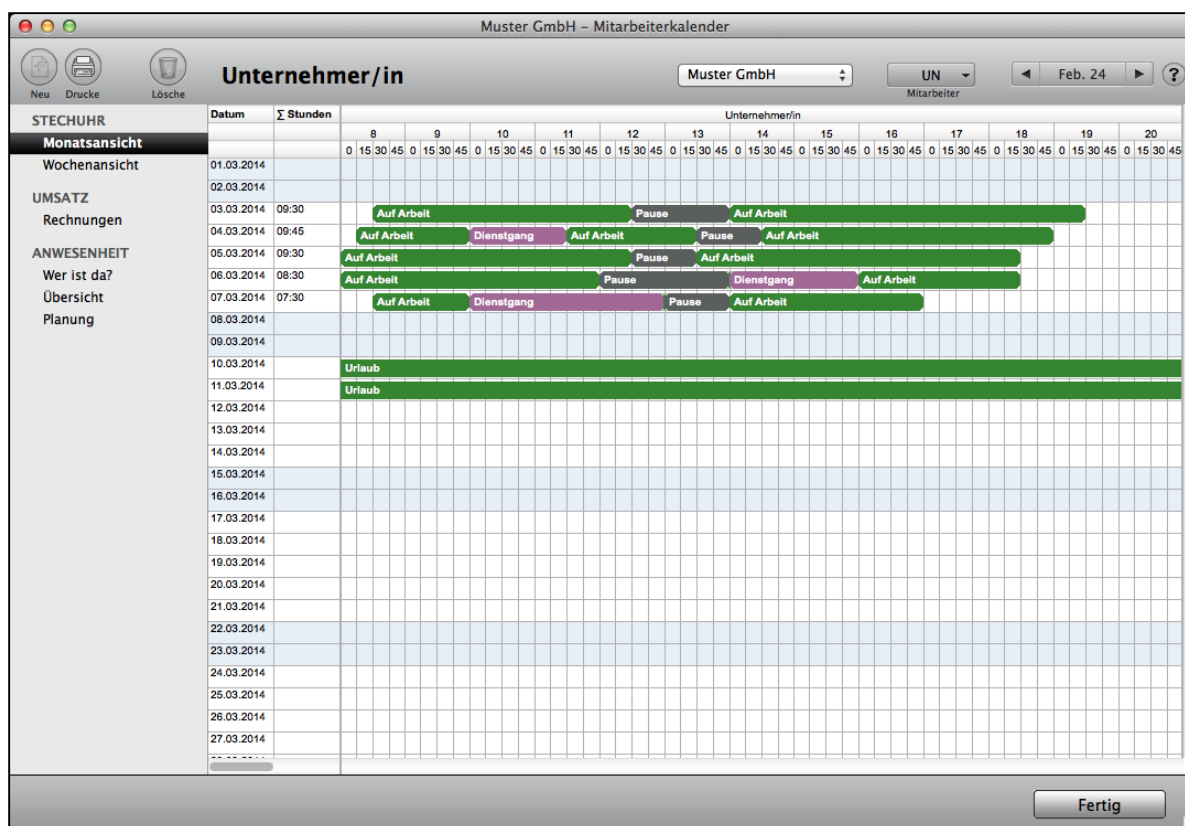 Muster GmbH – Mitarbeiterkalender
Neu Drucke Lösche
Unternehmer/in
Muster GmbH
UN
Mitarbeiter
Feb. 24
?
STECHUHR
Monatsansicht
Wochenansicht
UMSATZ
Rechnungen
ANWESENHEIT
Wer ist da?
Übersicht
Planung
Datum ∑ Stunden Unternehmer/in
8 9 10 11 12 13 14 15 16 17 18 19 20
0 15 30 45 0 15 30 45 0 15 30 45 0 15 30 45 0 15 30 45 0 15 30 45 0 15 30 45 0 15 30 45 0 15 30 45 0 15 30 45 0 15 30 45 0 15 30 45 0 15 30 45
01.03.2014
02.03.2014
03.03.2014 09:30 Auf Arbeit Pause Auf Arbeit
04.03.2014 09:45 Auf Arbeit Dienstgang Auf Arbeit Pause Auf Arbeit
05.03.2014 09:30 Auf Arbeit Pause Auf Arbeit
06.03.2014 08:30 Auf Arbeit Pause Dienstgang Auf Arbeit
07.03.2014 07:30 Auf Arbeit Dienstgang Pause Auf Arbeit
08.03.2014
09.03.2014
10.03.2014 Urlaub
11.03.2014 Urlaub
12.03.2014
13.03.2014
14.03.2014
15.03.2014
16.03.2014
17.03.2014
18.03.2014
19.03.2014
20.03.2014
21.03.2014
22.03.2014
23.03.2014
24.03.2014
25.03.2014
26.03.2014
27.03.2014
Fertig